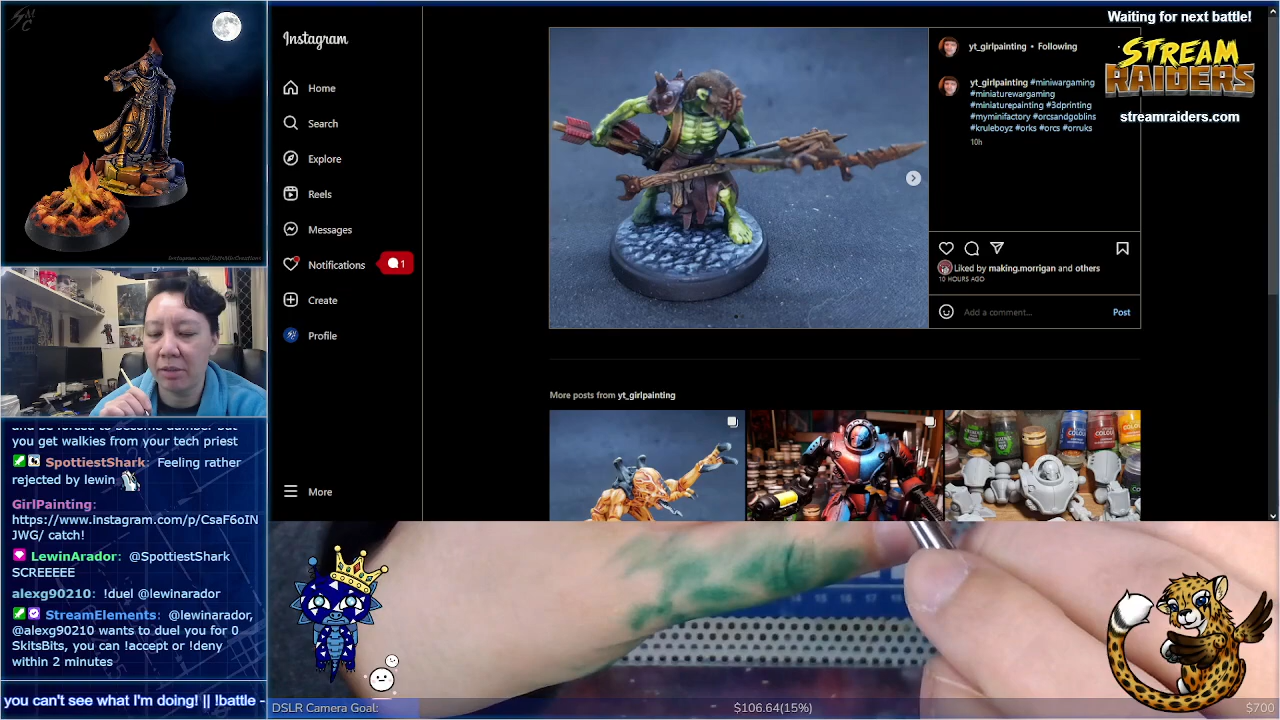 Instagram
Home
Search
Explore
Reels
Messages
Notifications
1
Create
Profile
More
yt_girlpainting • Following
yt_girlpainting #miniwargaming
#miniaturewargaming
#miniaturepainting #3dprinting
#myminifactory #orcsandgoblins
#kruleboyz #orks #orcs #orruks
10h
Liked by making.morrigan and others
10 HOURS AGO
Add a comment...
Post
More posts from yt_girlpainting
Waiting for next battle!
STREAM
RAIDERS
streamraiders.com
you get walkies from your tech priest
SpottiestShark: Feeling rather
rejected by lewin
GirlPainting:
https://www.instagram.com/p/CsaF6oIN
JWG/ catch!
LewinArador: @SpottiestShark
SCREEEEE
alexg90210: !duel @lewinarador
StreamElements: @lewinarador,
@alexg90210 wants to duel you for 0
SkitsBits, you can !accept or !deny
within 2 minutes
you can't see what I'm doing! || !battle -
DSLR Camera Goal:
$106.64(15%)
$700